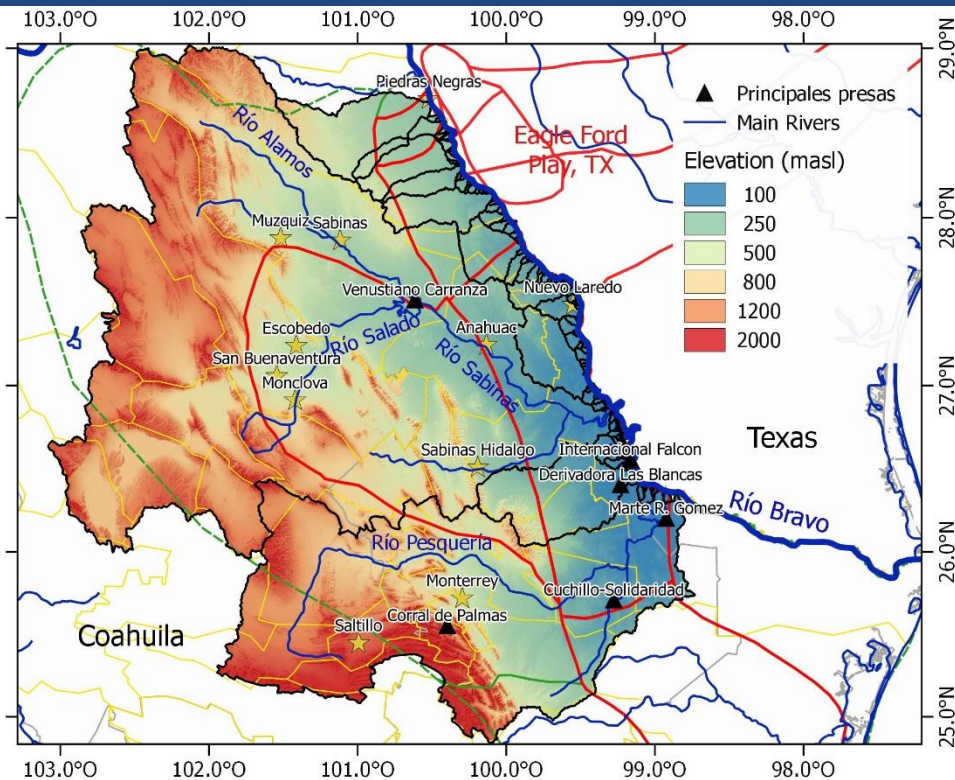 103.0°O 102.0°O 101.0°O 100.0°O 99.0°O 98.0°O
29.0°N
Piedras Negras
Principales presas
Main Rivers
Río Alamos
Eagle Ford
Play, TX
Elevation (masl)
100
250
500
800
1200
2000
28.0°N
Muzquiz Sabinas
Venustiano Carranza
Nuevo Laredo
Escobedo
Río Salado
Anahuac
San Buenaventura
Río Sabinas
Monclova
27.0°N
Texas
Sabinas Hidalgo
Internacional Falcon
Derivadora Las Blancas
Marte R. Gomez
Río Bravo
Río Pesquería
26.0°N
Monterrey
Cuchillo-Solidaridad
Corral de Palmas
Saltillo
Coahuila
25.0°N
103.0°O 102.0°O 101.0°O 100.0°O 99.0°O 98.0°O